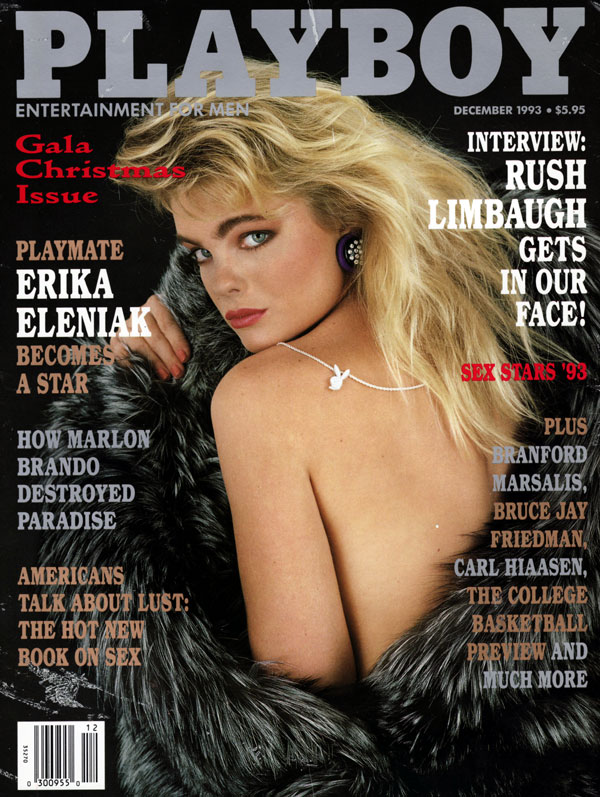 PLAYBOY
ENTERTAINMENT FOR MEN
DECEMBER 1993 • $5.95
Gala
Christmas
Issue
PLAYMATE
ERIKA
ELENIAK
BECOMES
A STAR
HOW MARLON
BRANDO
DESTROYED
PARADISE
AMERICANS
TALK ABOUT LUST:
THE HOT NEW
BOOK ON SEX
INTERVIEW:
RUSH
LIMBAUGH
GETS
IN OUR
FACE!
SEX STARS '93
PLUS
BRANFORD
MARSALIS,
BRUCE JAY
FRIEDMAN,
CARL HIAASEN,
THE COLLEGE
BASKETBALL
PREVIEW AND
MUCH MORE
12
35270
0 300955 0